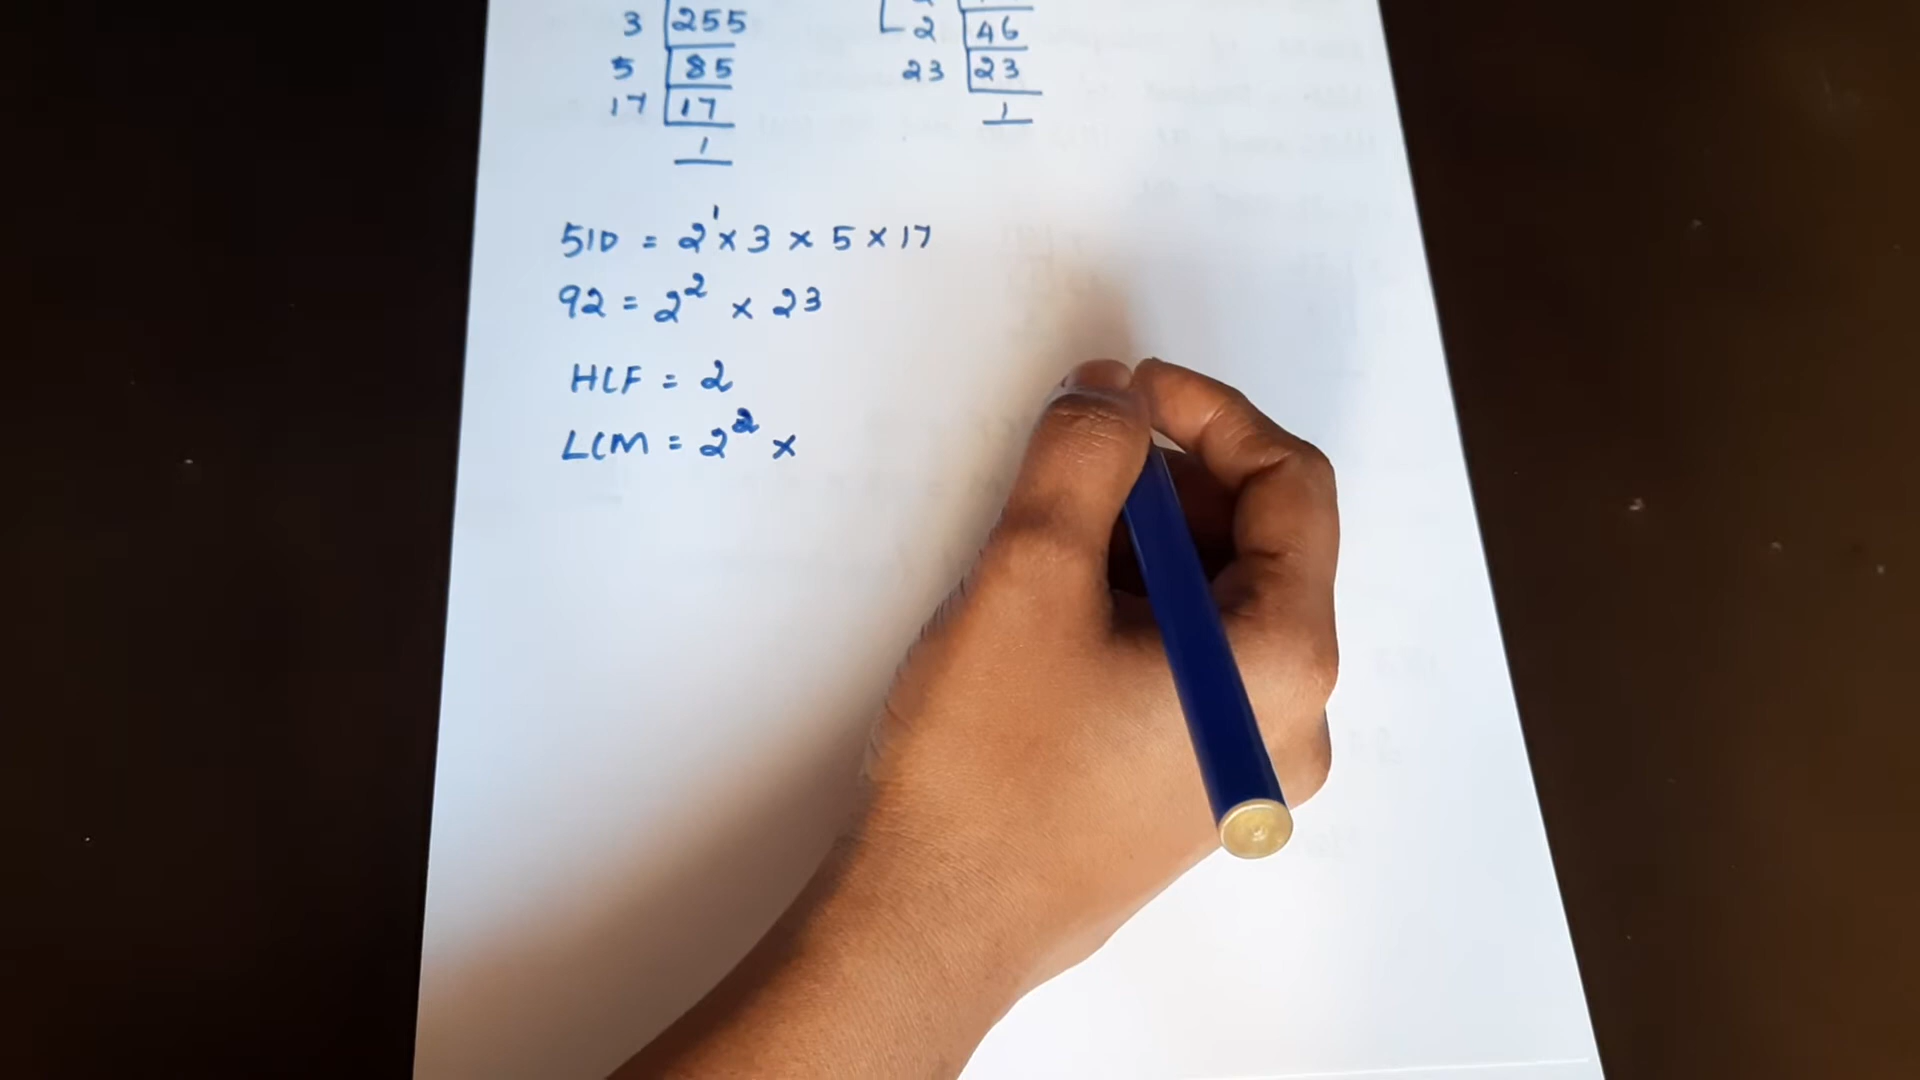 3 255
5 85
17 17
1
2 46
23 23
1
510 = 2¹ × 3 × 5 × 17
92 = 2² × 23
HCF = 2
LCM = 2² ×